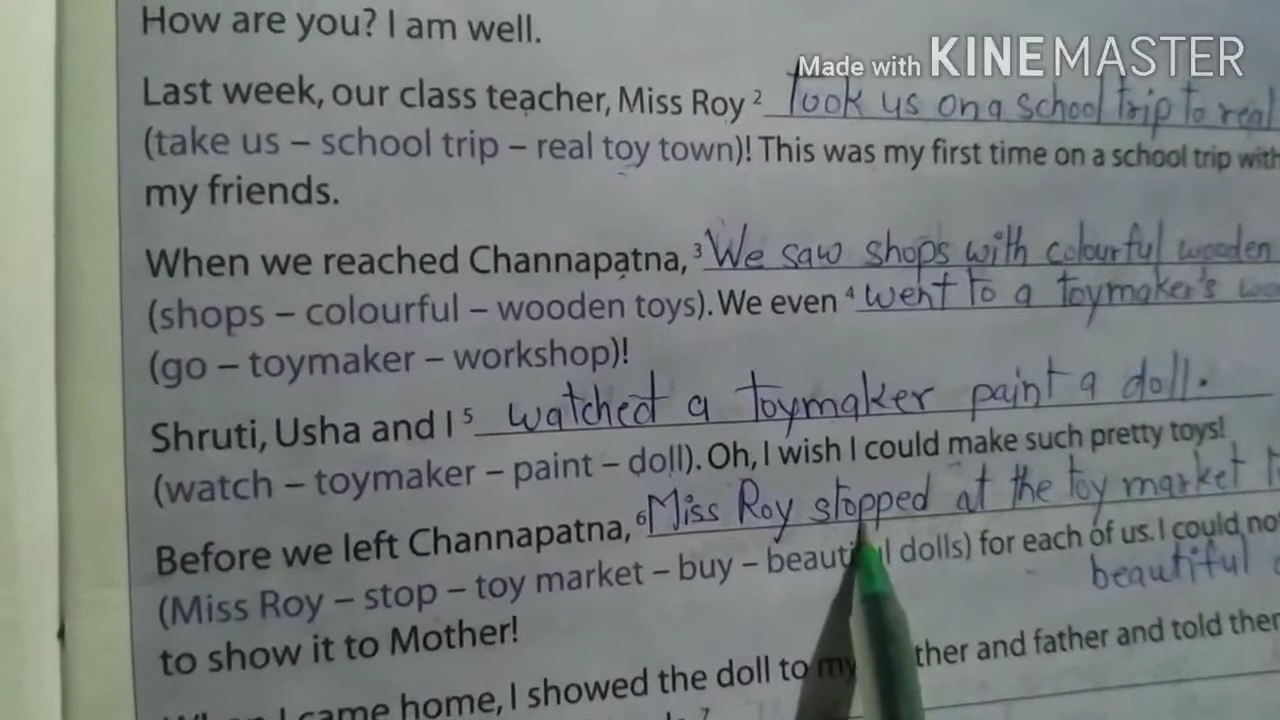 How are you? I am well.
Made with KINEMASTER
Last week, our class teacher, Miss Roy 2 took us on a school trip to real
(take us – school trip – real toy town)! This was my first time on a school trip with
my friends.
When we reached Channapatna, 3 We saw shops with colourful wooden
(shops – colourful – wooden toys). We even 4 went to a toymaker's
(go – toymaker – workshop)!
Shruti, Usha and I 5 watched a toymaker paint a doll.
(watch – toymaker – paint – doll). Oh, I wish I could make such pretty toys!
Before we left Channapatna, 6 Miss Roy stopped at the toy market
(Miss Roy – stop – toy market – buy – beautiful dolls) for each of us. I could not
beautiful
to show it to Mother!
I came home, I showed the doll to my ther and father and told
7